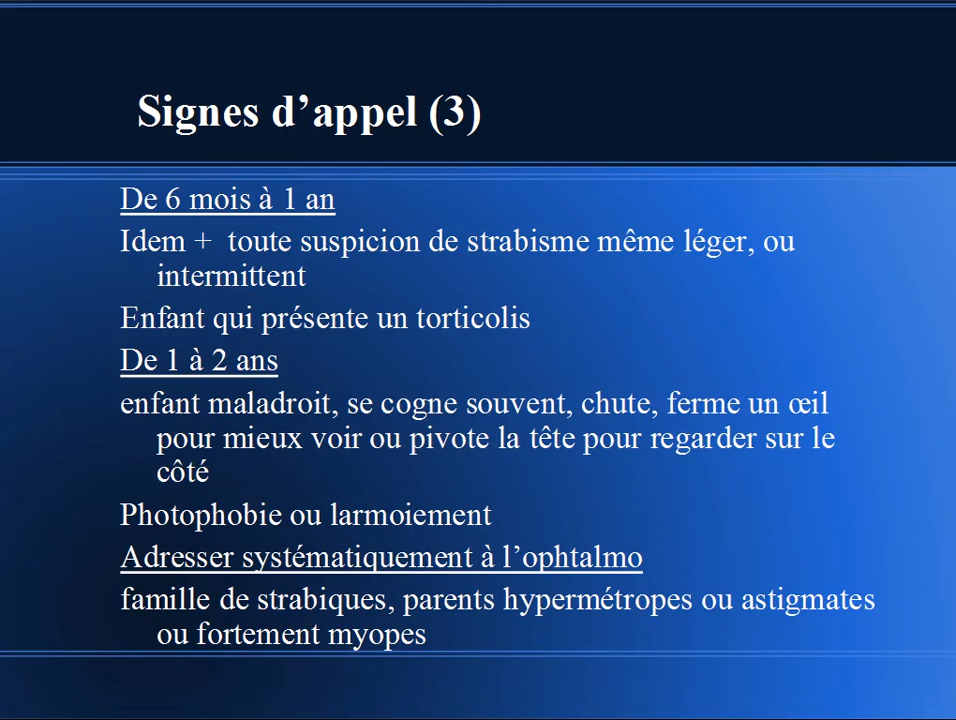 Signes d’appel (3)
De 6 mois à 1 an
Idem +  toute suspicion de strabisme même léger, ou
intermittent
Enfant qui présente un torticolis
De 1 à 2 ans
enfant maladroit, se cogne souvent, chute, ferme un œil
pour mieux voir ou pivote la tête pour regarder sur le
côté
Photophobie ou larmoiement
Adresser systématiquement à l’ophtalmo
famille de strabiques, parents hypermétropes ou astigmates
ou fortement myopes